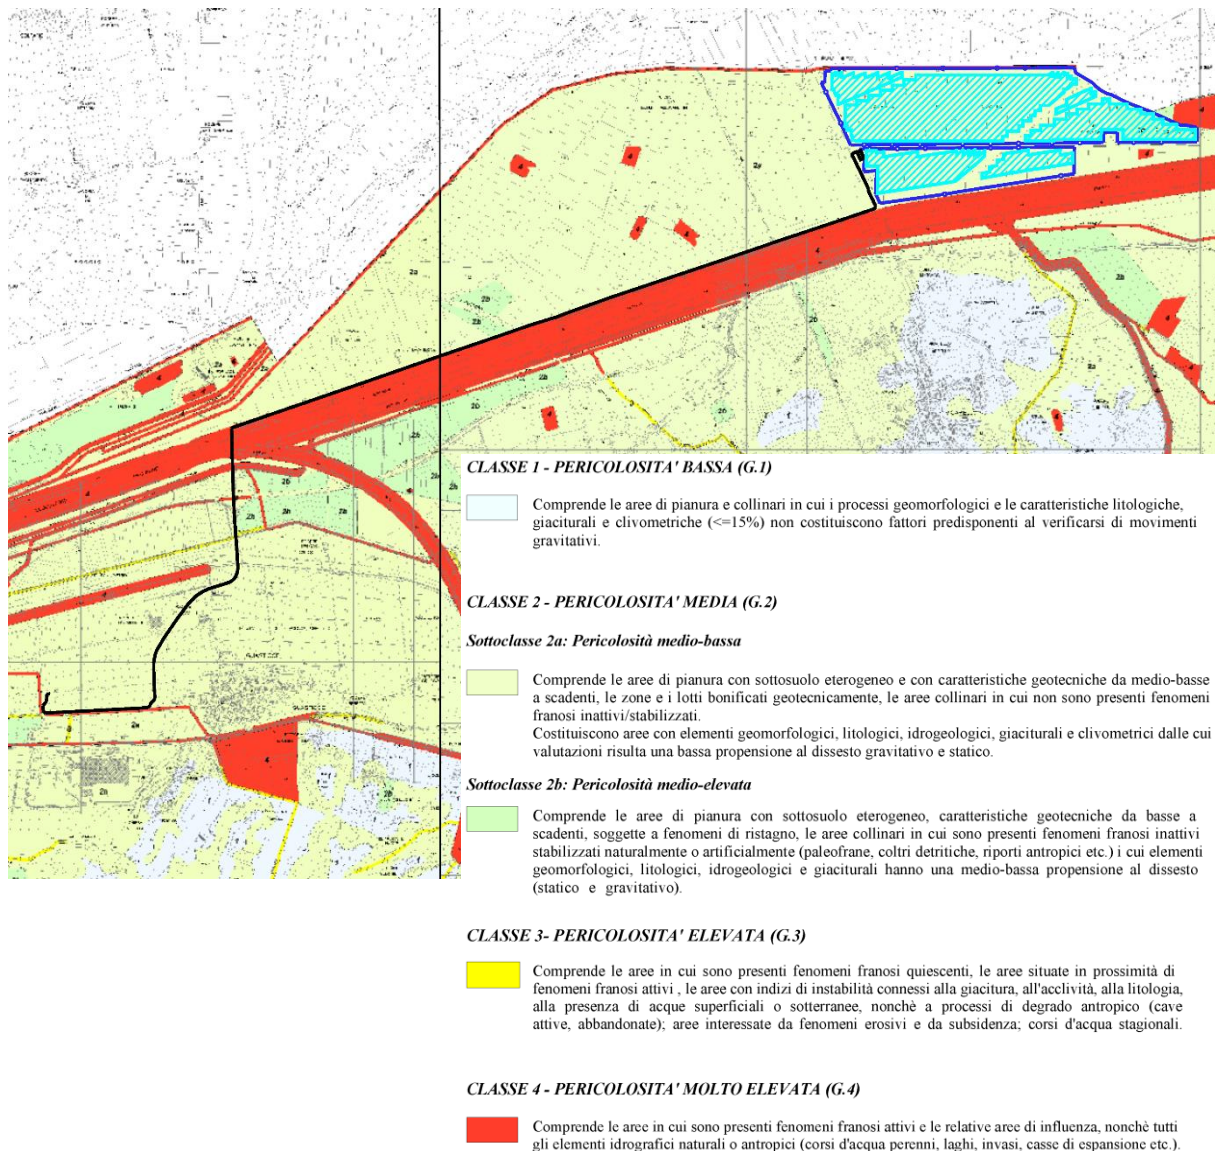 CLASSE 1 - PERICOLOSITA' BASSA (G.1)
Comprende le aree di pianura e collinari in cui i processi geomorfologici e le caratteristiche litologiche,
giaciturali e clivometriche (<=15%) non costituiscono fattori predisponenti al verificarsi di movimenti
gravitativi.
CLASSE 2 - PERICOLOSITA' MEDIA (G.2)
Sottoclasse 2a: Pericolosità medio-bassa
Comprende le aree di pianura con sottosuolo eterogeneo e con caratteristiche geotecniche da medio-basse
a scadenti, le zone e i lotti bonificati geotecnicamente, le aree collinari in cui non sono presenti fenomeni
franosi inattivi/stabilizzati.
Costituiscono aree con elementi geomorfologici, litologici, idrogeologici, giaciturali e clivometrici dalle cui
valutazioni risulta una bassa propensione al dissesto gravitativo e statico.
Sottoclasse 2b: Pericolosità medio-elevata
Comprende le aree di pianura con sottosuolo eterogeneo, caratteristiche geotecniche da basse a
scadenti, soggette a fenomeni di ristagno, le aree collinari in cui sono presenti fenomeni franosi inattivi
stabilizzati naturalmente o artificialmente (paleofrane, coltri detritiche, riporti antropici etc.) i cui elementi
geomorfologici, litologici, idrogeologici e giaciturali hanno una medio-bassa propensione al dissesto
(statico e gravitativo).
CLASSE 3- PERICOLOSITA' ELEVATA (G.3)
Comprende le aree in cui sono presenti fenomeni franosi quiescenti, le aree situate in prossimità di
fenomeni franosi attivi , le aree con indizi di instabilità connessi alla giacitura, all'acclività, alla litologia,
alla presenza di acque superficiali o sotterranee, nonchè a processi di degrado antropico (cave
attive, abbandonate); aree interessate da fenomeni erosivi e da subsidenza; corsi d'acqua stagionali.
CLASSE 4 - PERICOLOSITA' MOLTO ELEVATA (G.4)
Comprende le aree in cui sono presenti fenomeni franosi attivi e le relative aree di influenza, nonchè tutti
gli elementi idrografici naturali o antropici (corsi d'acqua perenni, laghi, invasi, casse di espansione etc.).